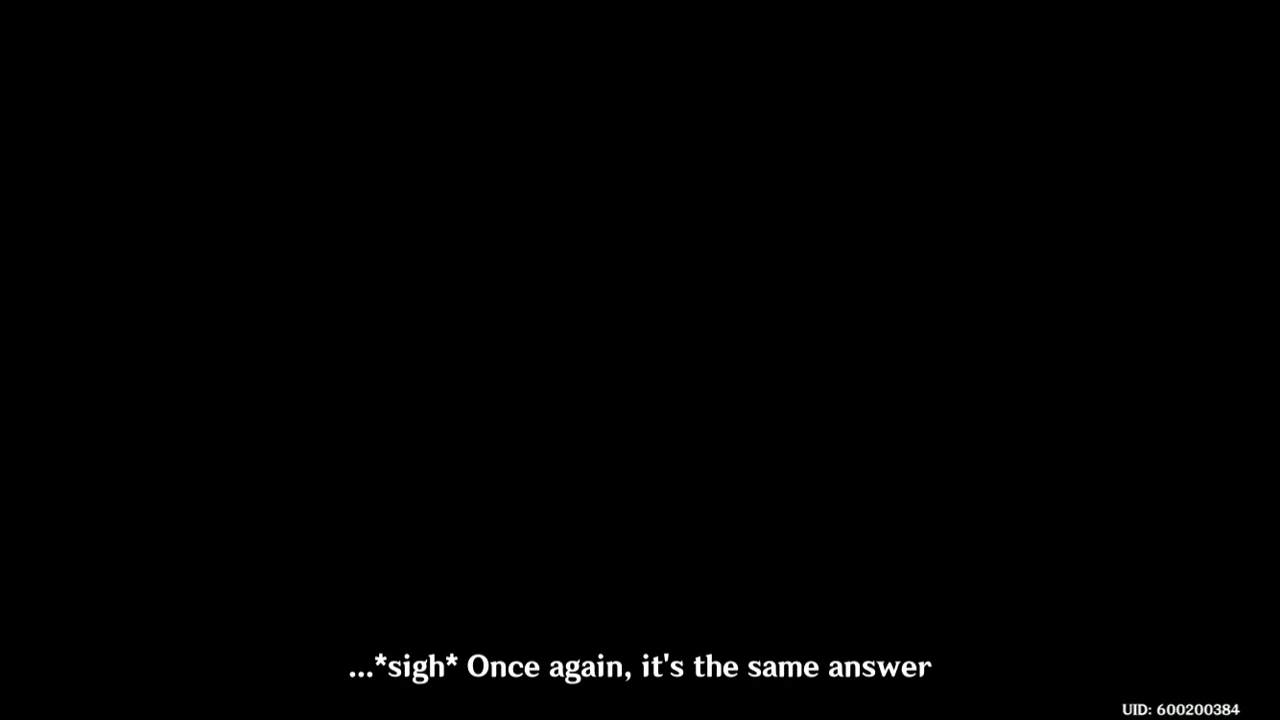 ...*sigh* Once again, it's the same answer
UID: 600200384